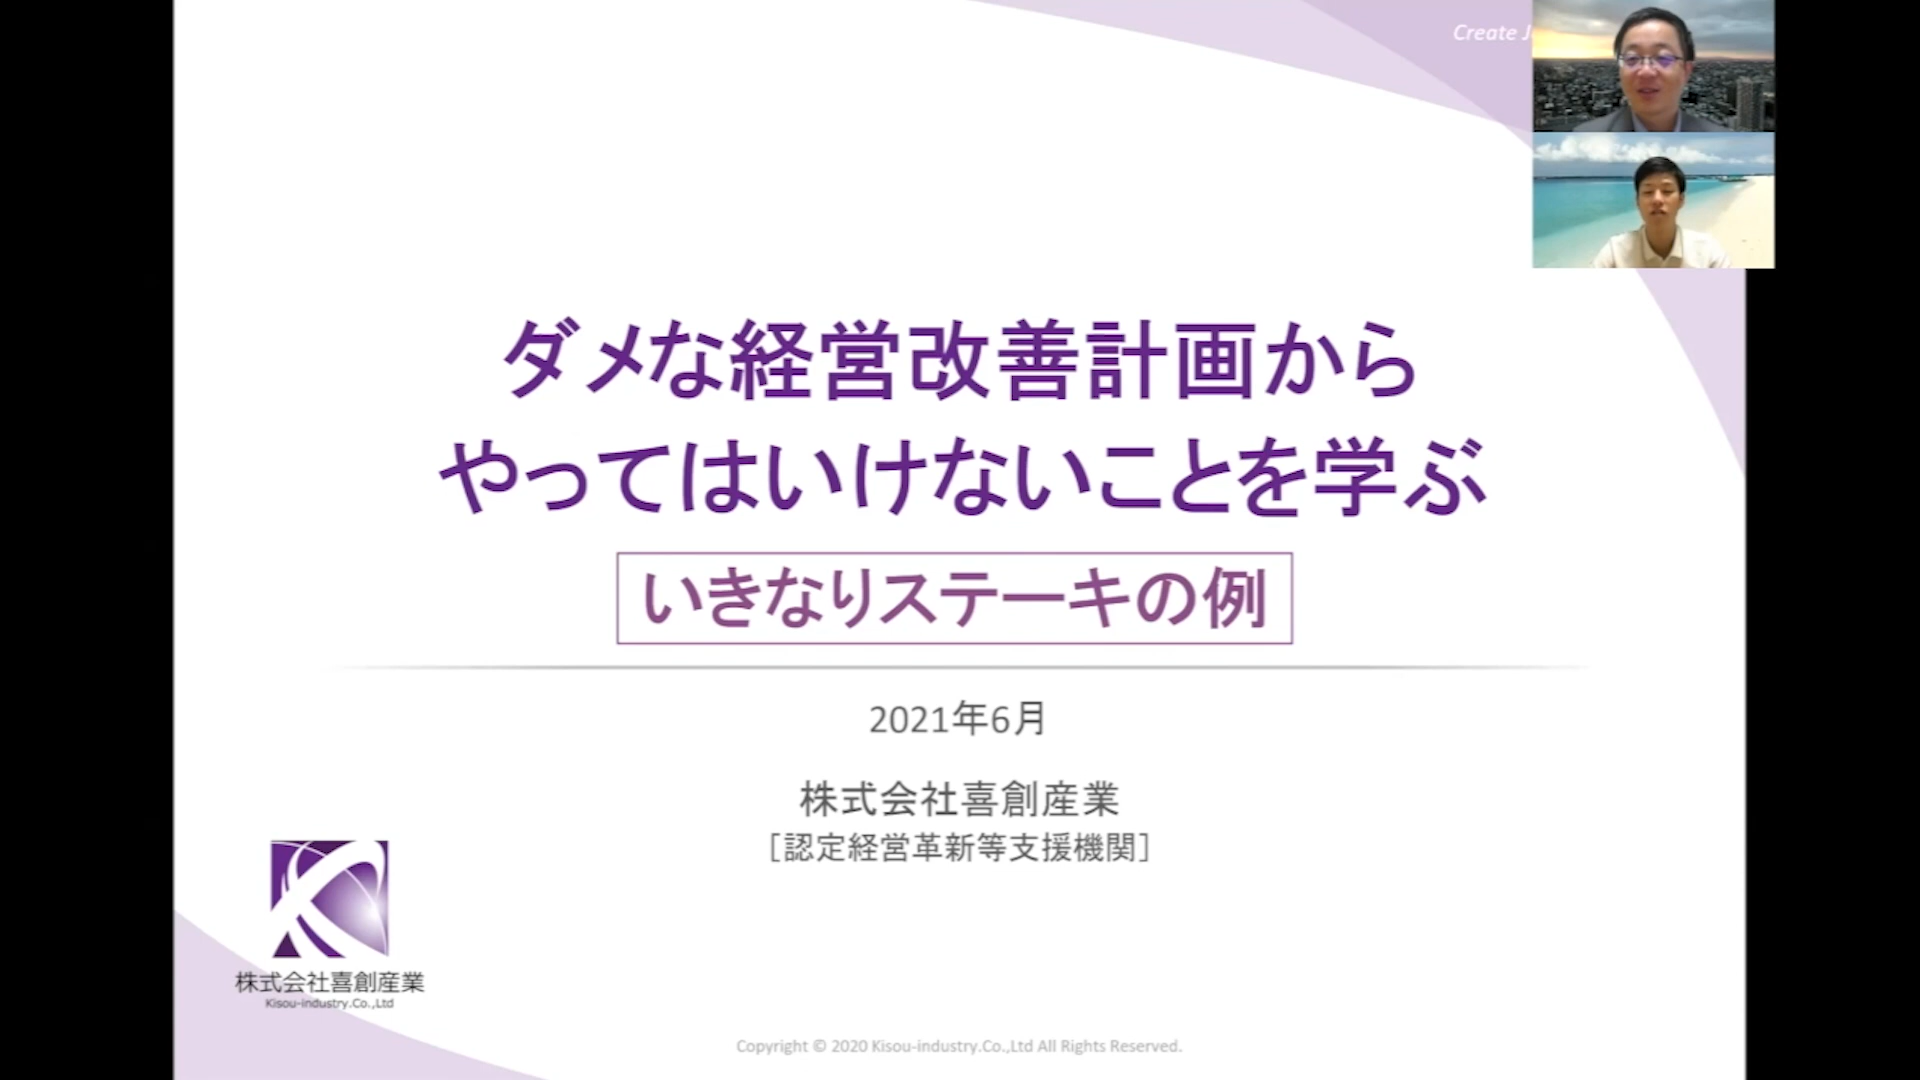 Create
ダメな経営改善計画から
やってはいけないことを学ぶ
いきなりステーキの例
2021年6月
株式会社喜創産業
［認定経営革新等支援機関］
株式会社喜創産業
Kisou-industry.Co.,Ltd
Copyright © 2020 Kisou-industry.Co.,Ltd All Rights Reserved.